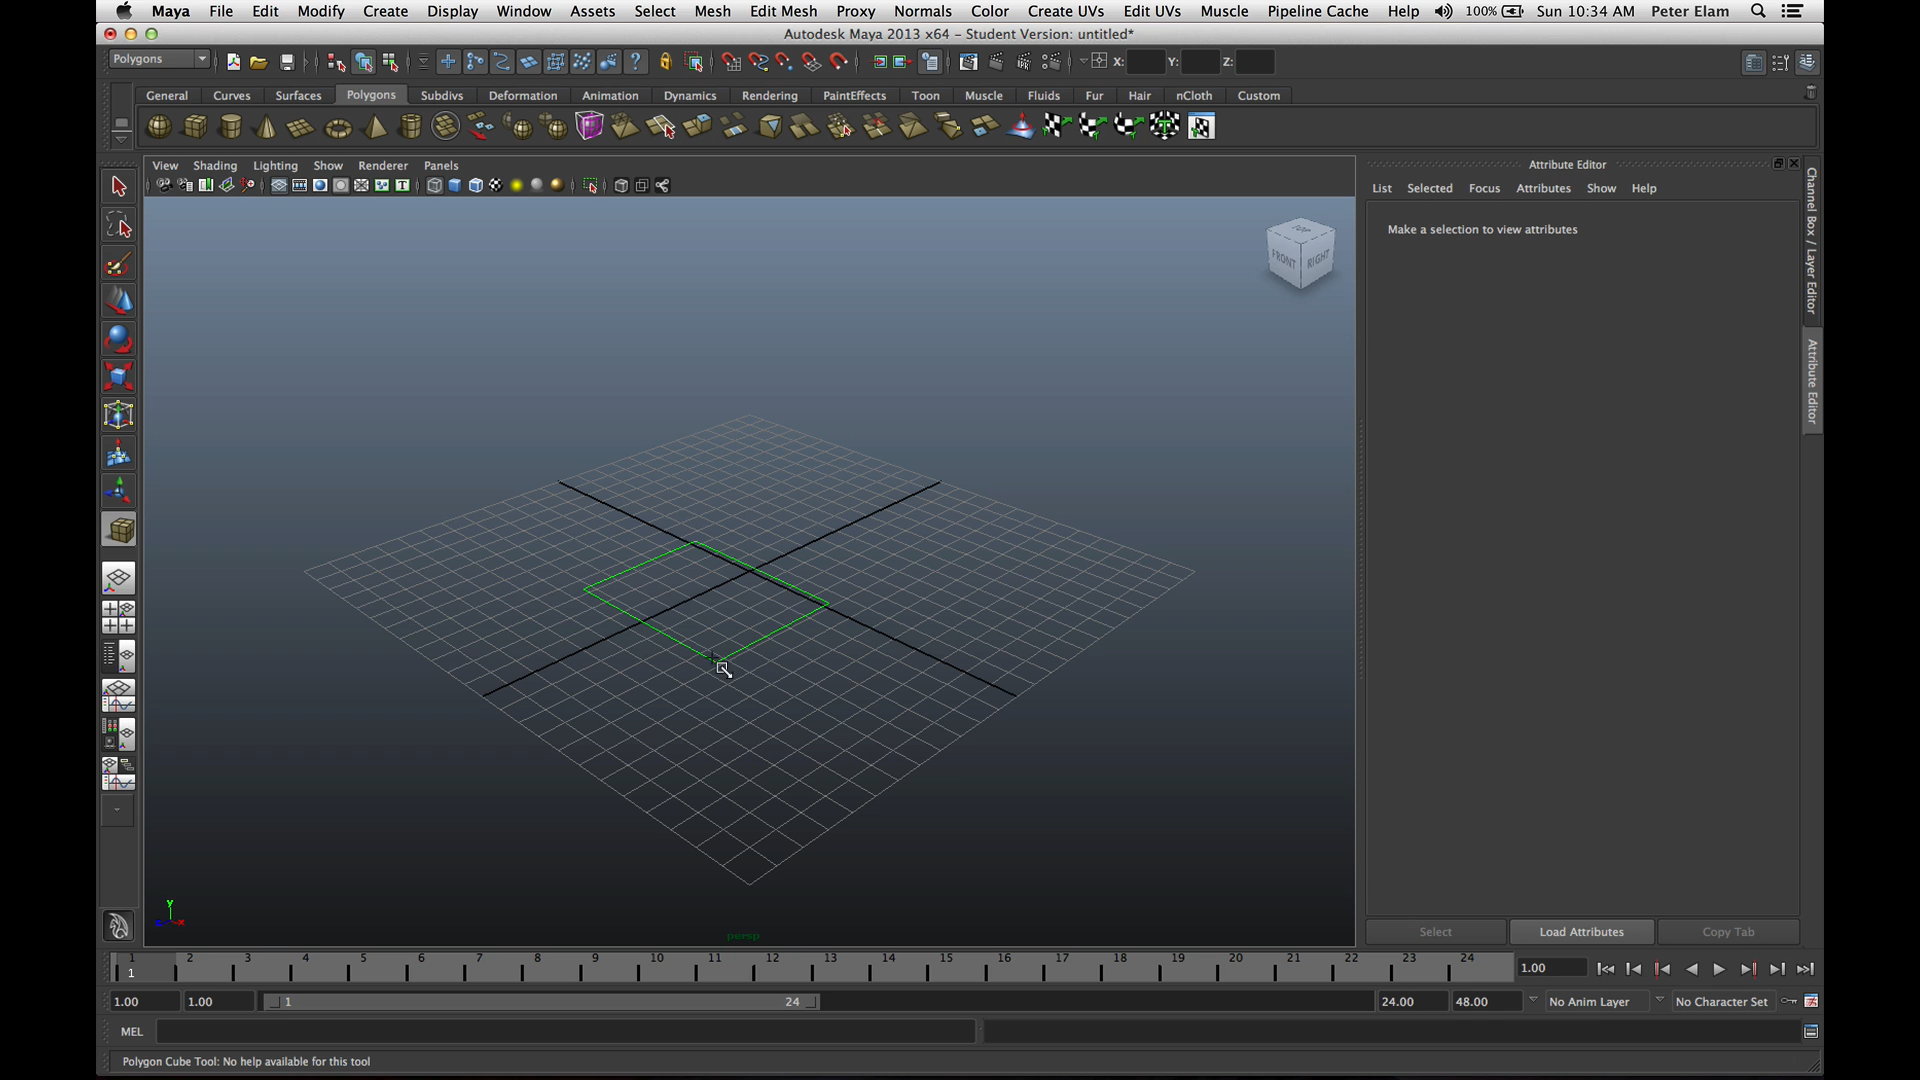 Maya File Edit Modify Create Display Window Assets Select Mesh Edit Mesh Proxy Normals Color Create UVs Edit UVs Muscle Pipeline Cache Help 100% Sun 10:34 AM Peter Elam
Autodesk Maya 2013 x64 - Student Version: untitled*
Polygons X: Y: Z:
General Curves Surfaces Polygons Subdivs Deformation Animation Dynamics Rendering PaintEffects Toon Muscle Fluids Fur Hair nCloth Custom
View Shading Lighting Show Renderer Panels
Attribute Editor
List Selected Focus Attributes Show Help
Make a selection to view attributes
TOP
FRONT RIGHT
Channel Box / Layer Editor
Attribute Editor
y
x
persp
Select Load Attributes Copy Tab
1 2 3 4 5 6 7 8 9 10 11 12 13 14 15 16 17 18 19 20 21 22 23 24
1 1.00
1.00 1.00 1 24 24.00 48.00 No Anim Layer No Character Set
MEL
Polygon Cube Tool: No help available for this tool